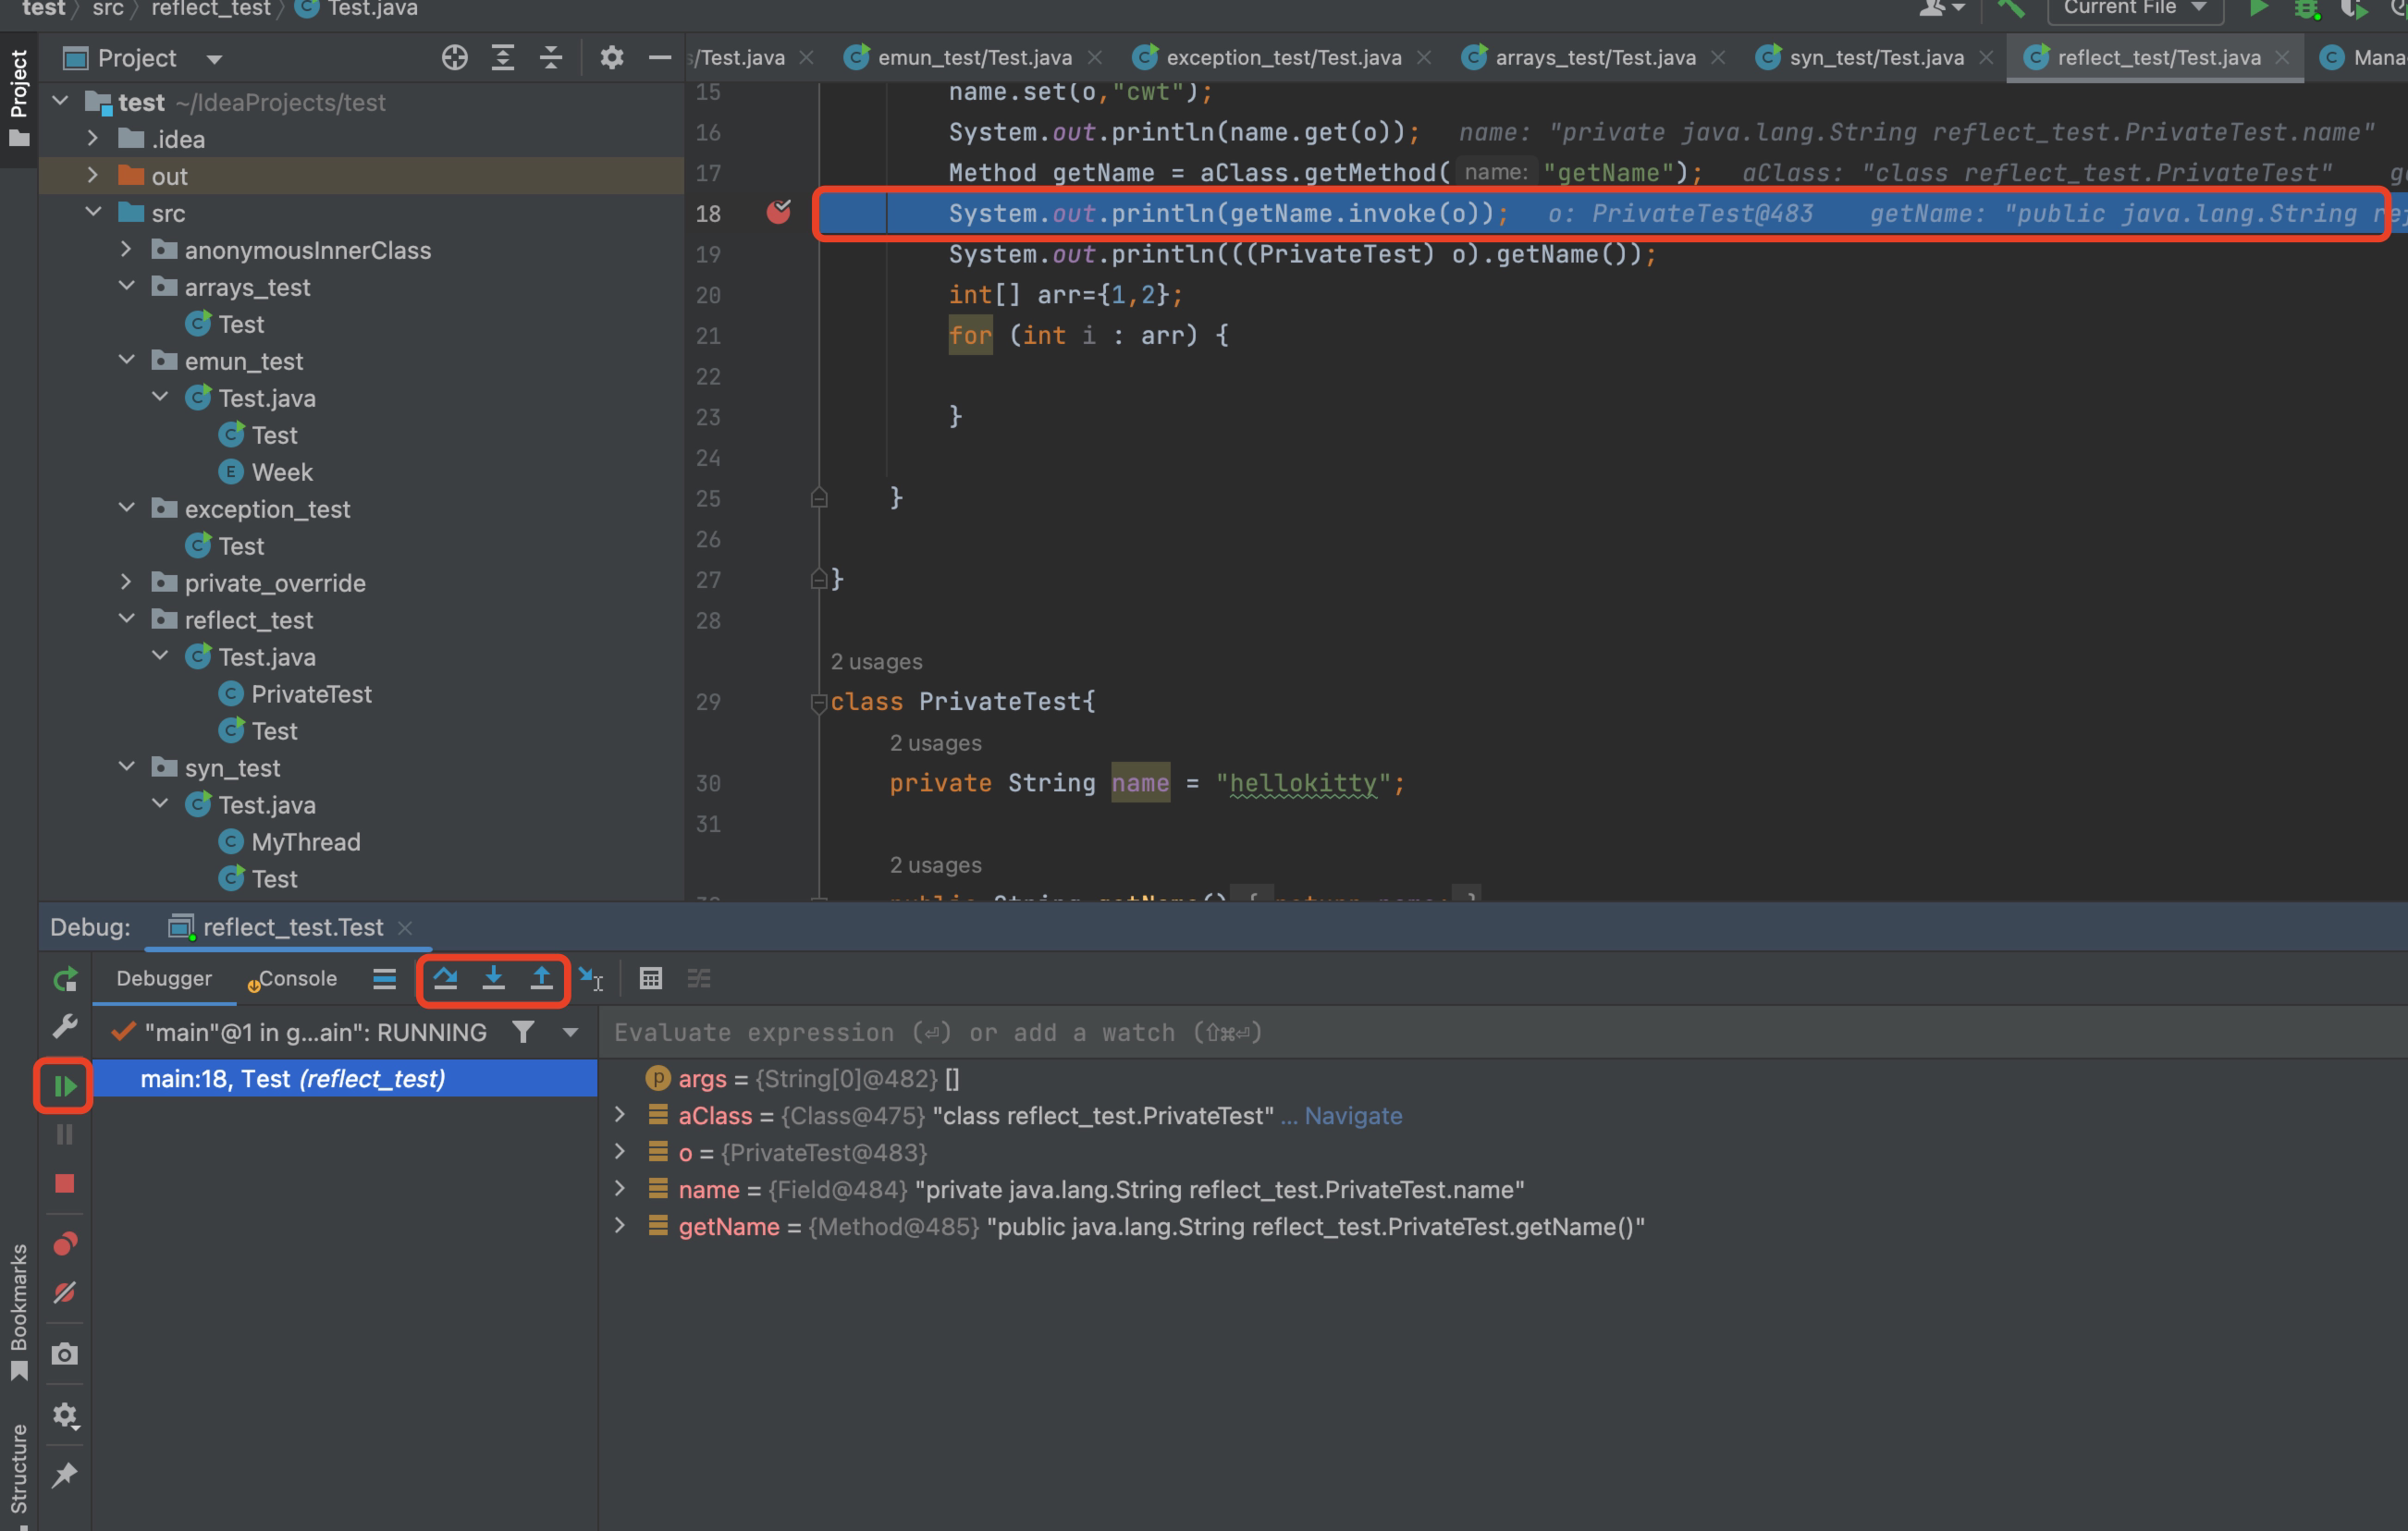 test src reflect_test Test.java
Current File
Project
Project
/Test.java
emun_test/Test.java
exception_test/Test.java
arrays_test/Test.java
syn_test/Test.java
reflect_test/Test.java
Mana
test ~/IdeaProjects/test
.idea
out
src
anonymousInnerClass
arrays_test
Test
emun_test
Test.java
Test
Week
exception_test
Test
private_override
reflect_test
Test.java
PrivateTest
Test
syn_test
Test.java
MyThread
Test
15 name.set(o,"cwt");
16 System.out.println(name.get(o)); name: "private java.lang.String reflect_test.PrivateTest.name"
17 Method getName = aClass.getMethod( name: "getName"); aClass: "class reflect_test.PrivateTest"
18 System.out.println(getName.invoke(o)); o: PrivateTest@483 getName: "public java.lang.String
19 System.out.println(((PrivateTest) o).getName());
20 int[] arr={1,2};
21 for (int i : arr) {
22
23 }
24
25 }
26
27 }
28
2 usages
29 class PrivateTest{
2 usages
30 private String name = "hellokitty";
31
2 usages
Debug: reflect_test.Test
Debugger Console
"main"@1 in g...ain": RUNNING
main:18, Test (reflect_test)
Evaluate expression (⏎) or add a watch (⇧⌘⏎)
args = {String[0]@482} []
aClass = {Class@475} "class reflect_test.PrivateTest" ... Navigate
o = {PrivateTest@483}
name = {Field@484} "private java.lang.String reflect_test.PrivateTest.name"
getName = {Method@485} "public java.lang.String reflect_test.PrivateTest.getName()"
Bookmarks
Structure